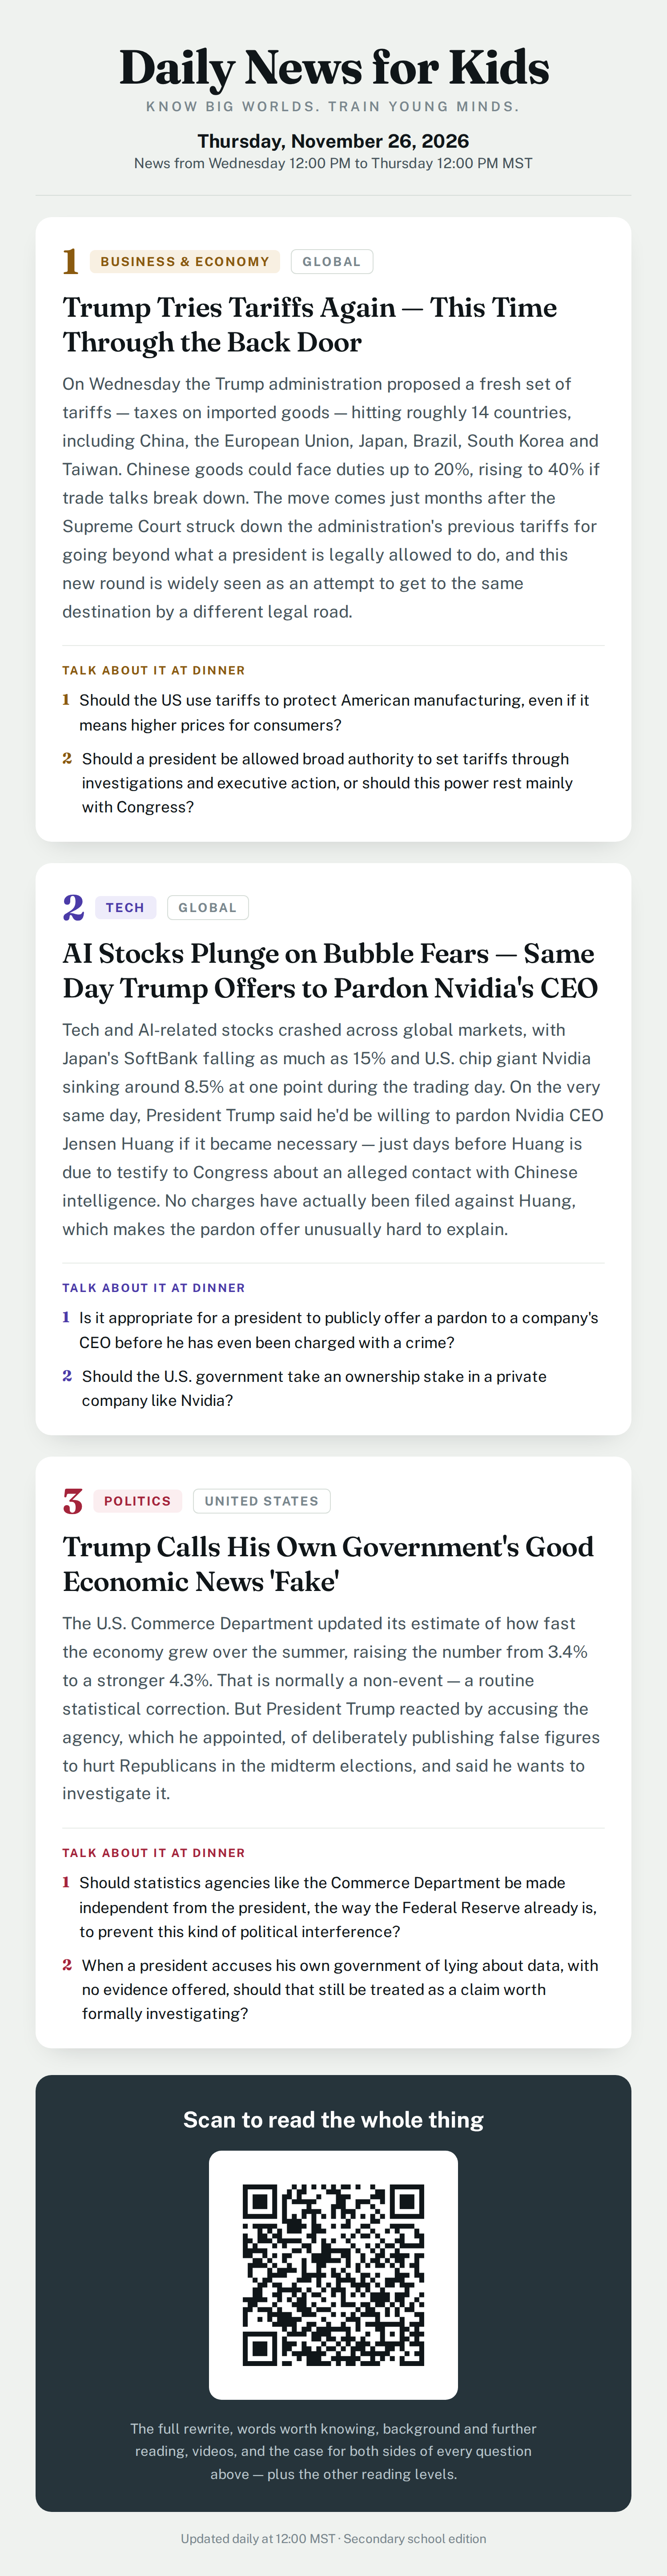 Daily News for Kids
KNOW BIG WORLDS. TRAIN YOUNG MINDS.
Thursday, November 26, 2026
News from Wednesday 12:00 PM to Thursday 12:00 PM MST
1 BUSINESS & ECONOMY GLOBAL
Trump Tries Tariffs Again — This Time
Through the Back Door
On Wednesday the Trump administration proposed a fresh set of
tariffs — taxes on imported goods — hitting roughly 14 countries,
including China, the European Union, Japan, Brazil, South Korea and
Taiwan. Chinese goods could face duties up to 20%, rising to 40% if
trade talks break down. The move comes just months after the
Supreme Court struck down the administration's previous tariffs for
going beyond what a president is legally allowed to do, and this
new round is widely seen as an attempt to get to the same
destination by a different legal road.
TALK ABOUT IT AT DINNER
1 Should the US use tariffs to protect American manufacturing, even if it
means higher prices for consumers?
2 Should a president be allowed broad authority to set tariffs through
investigations and executive action, or should this power rest mainly
with Congress?
2 TECH GLOBAL
AI Stocks Plunge on Bubble Fears — Same
Day Trump Offers to Pardon Nvidia's CEO
Tech and AI-related stocks crashed across global markets, with
Japan's SoftBank falling as much as 15% and U.S. chip giant Nvidia
sinking around 8.5% at one point during the trading day. On the very
same day, President Trump said he'd be willing to pardon Nvidia CEO
Jensen Huang if it became necessary — just days before Huang is
due to testify to Congress about an alleged contact with Chinese
intelligence. No charges have actually been filed against Huang,
which makes the pardon offer unusually hard to explain.
TALK ABOUT IT AT DINNER
1 Is it appropriate for a president to publicly offer a pardon to a company's
CEO before he has even been charged with a crime?
2 Should the U.S. government take an ownership stake in a private
company like Nvidia?
3 POLITICS UNITED STATES
Trump Calls His Own Government's Good
Economic News 'Fake'
The U.S. Commerce Department updated its estimate of how fast
the economy grew over the summer, raising the number from 3.4%
to a stronger 4.3%. That is normally a non-event — a routine
statistical correction. But President Trump reacted by accusing the
agency, which he appointed, of deliberately publishing false figures
to hurt Republicans in the midterm elections, and said he wants to
investigate it.
TALK ABOUT IT AT DINNER
1 Should statistics agencies like the Commerce Department be made
independent from the president, the way the Federal Reserve already is,
to prevent this kind of political interference?
2 When a president accuses his own government of lying about data, with
no evidence offered, should that still be treated as a claim worth
formally investigating?
Scan to read the whole thing
The full rewrite, words worth knowing, background and further
reading, videos, and the case for both sides of every question
above — plus the other reading levels.
Updated daily at 12:00 MST · Secondary school edition